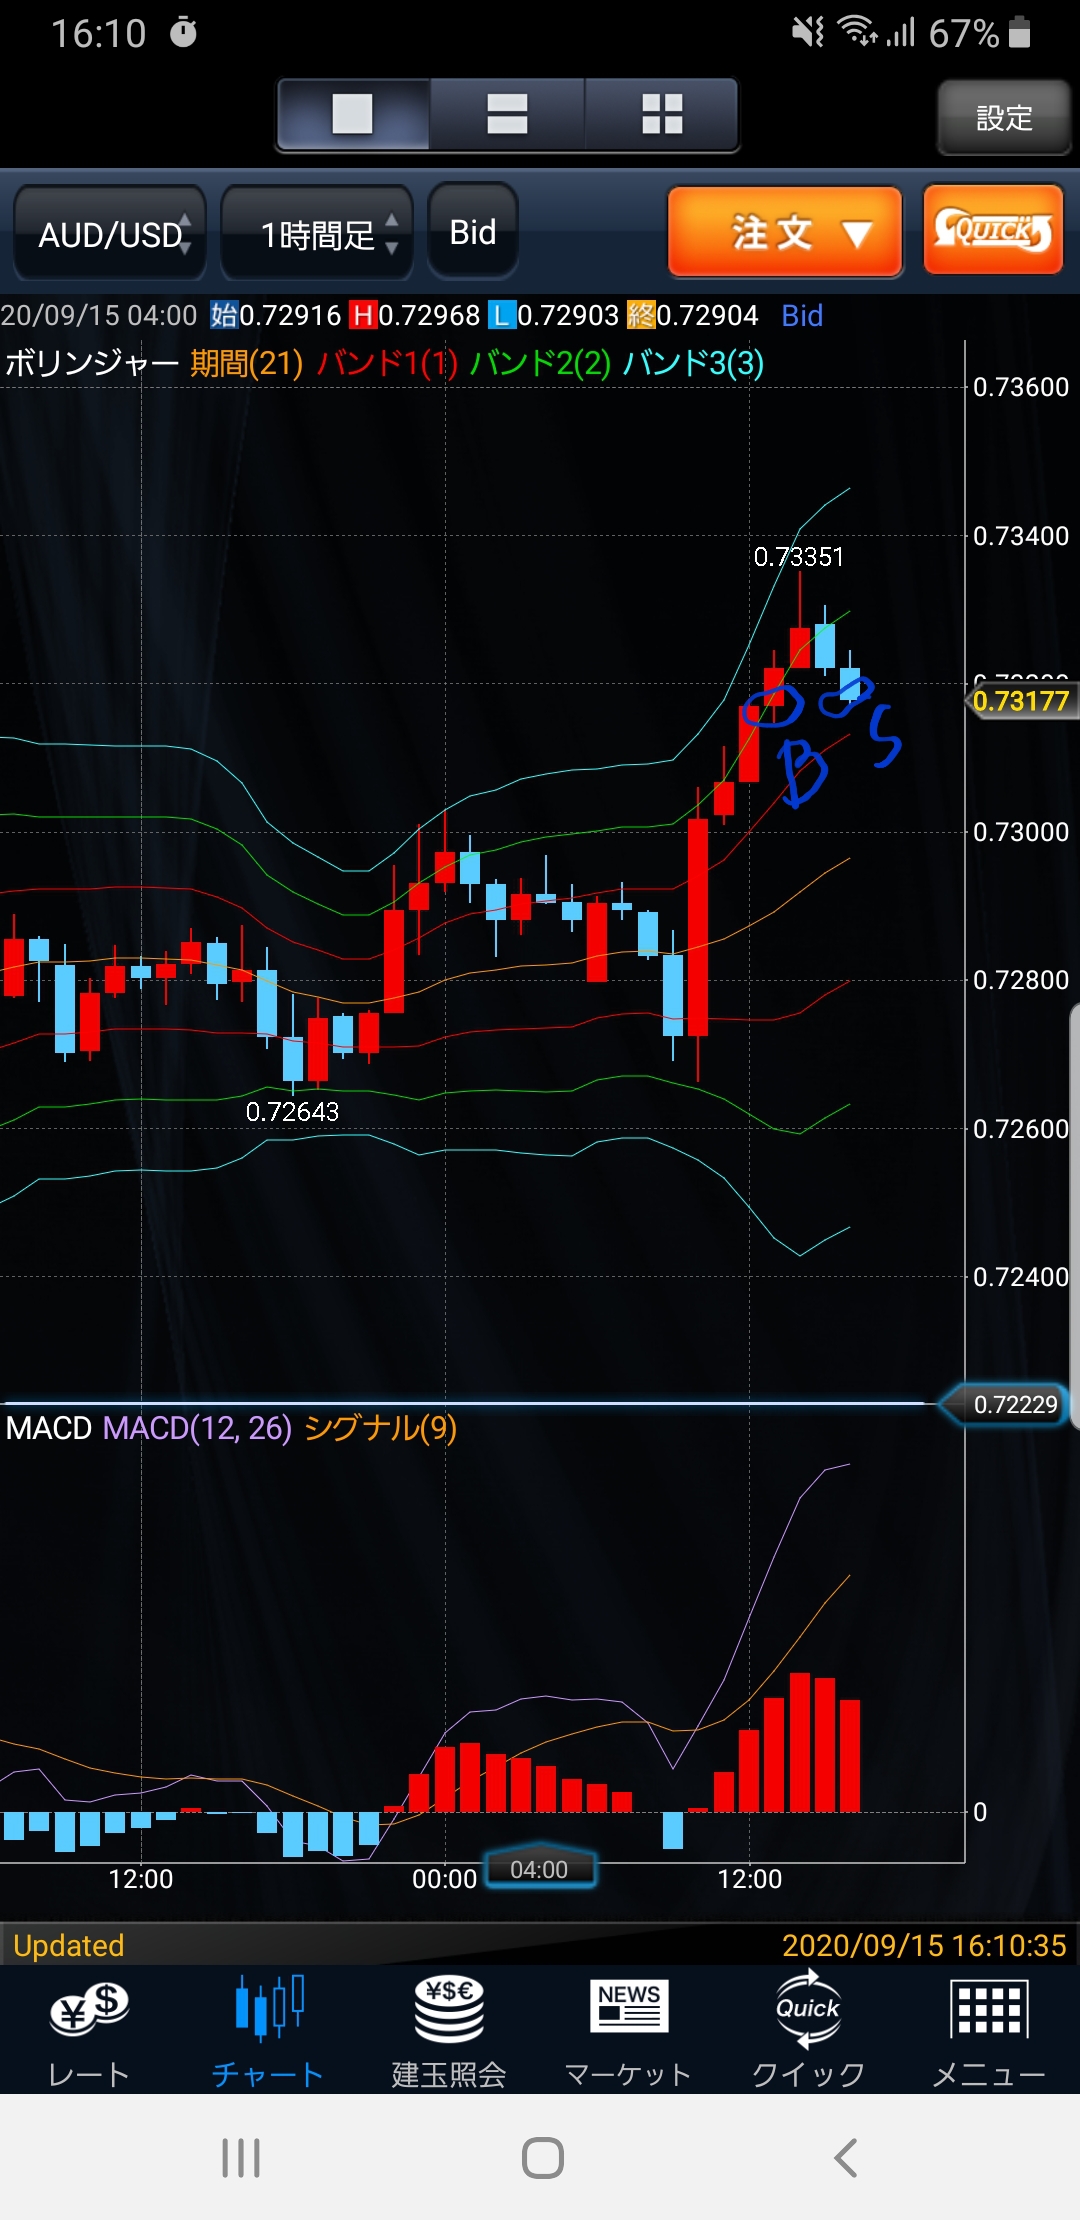 16:10 67%
設定
AUD/USD 1時間足 Bid 注文 ▼ QUICK
20/09/15 04:00 始0.72916 H0.72968 L0.72903 終0.72904 Bid
ボリンジャー 期間(21) バンド1(1) バンド2(2) バンド3(3)
0.73600
0.73400
0.73351
0.73177
B S
0.73000
0.72800
0.72643
0.72600
0.72400
0.72229
MACD MACD(12, 26) シグナル(9)
0
12:00 00:00 04:00 12:00
Updated 2020/09/15 16:10:35
¥$ ¥$€ NEWS Quick
レート チャート 建玉照会 マーケット クイック メニュー